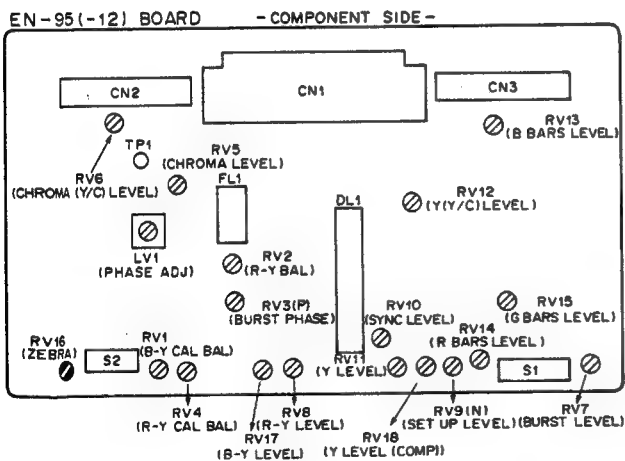 EN-95(-12) BOARD -COMPONENT SIDE-
CN2
CN1
CN3
RV13
(B BARS LEVEL)
TP1
RV5
(CHROMA LEVEL)
RV6
(CHROMA (Y/C) LEVEL)
FL1
DL1
RV12
(Y(Y/C) LEVEL)
LV1
(PHASE ADJ)
RV2
(R-Y BAL)
RV3(P)
(BURST PHASE)
RV10
(SYNC LEVEL)
RV15
(G BARS LEVEL)
RV16
(ZEBRA)
S2
RV1
(B-Y CAL BAL)
RV11
(Y LEVEL)
RV14
(R BARS LEVEL)
S1
RV4
(R-Y CAL BAL)
RV17
(B-Y LEVEL)
RV8
(R-Y LEVEL)
RV18
(Y LEVEL (COMP))
RV9(N)
(SET UP LEVEL)
RV7
(BURST LEVEL)